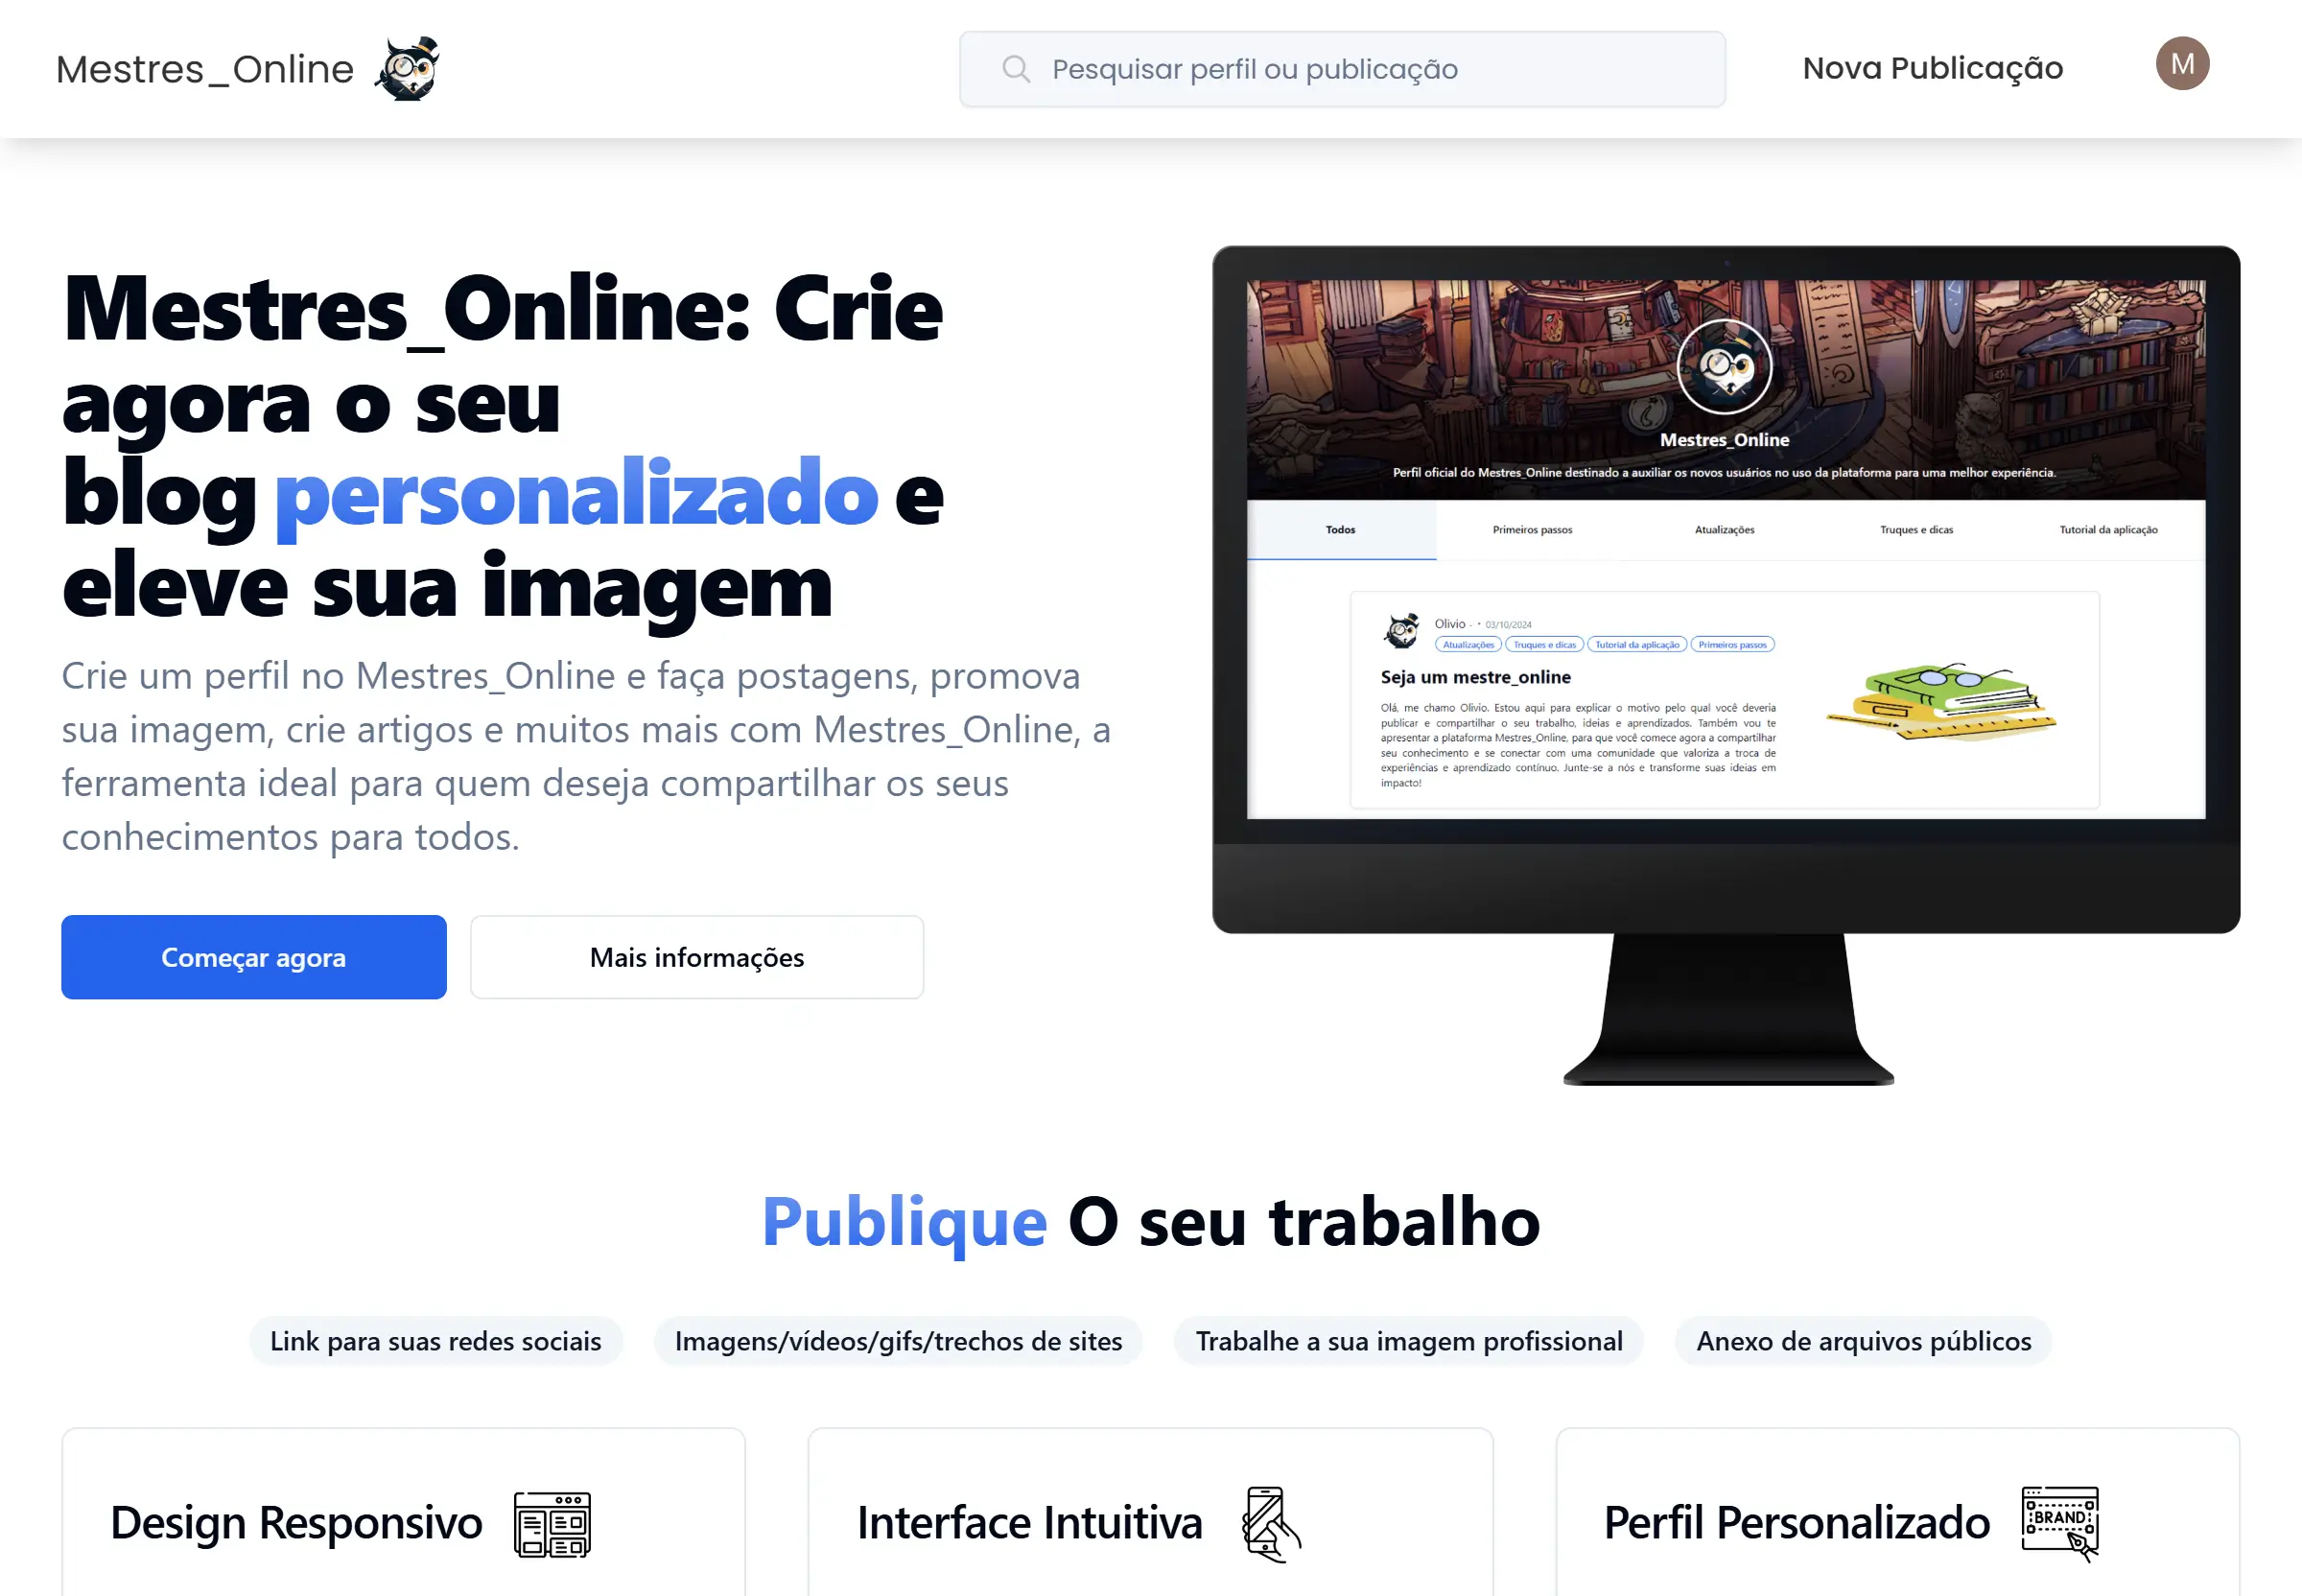 Mestres_Online
Pesquisar perfil ou publicação
Nova Publicação
M
Mestres_Online: Crie
agora o seu
blog personalizado e
eleve sua imagem
Crie um perfil no Mestres_Online e faça postagens, promova
sua imagem, crie artigos e muitos mais com Mestres_Online, a
ferramenta ideal para quem deseja compartilhar os seus
conhecimentos para todos.
Começar agora
Mais informações
Mestres_Online
Perfil oficial do Mestres_Online destinado a auxiliar os novos usuários no uso da plataforma para uma melhor experiência.
Todos
Primeiros passos
Atualizações
Truques e dicas
Tutorial da aplicação
Olivio - • 03/10/2024
Atualizações Truques e dicas Tutorial da aplicação Primeiros passos
Seja um mestre_online
Olá, me chamo Olivio. Estou aqui para explicar o motivo pelo qual você deveria
publicar e compartilhar o seu trabalho, ideias e aprendizados. Também vou te
apresentar a plataforma Mestres_Online, para que você comece agora a compartilhar
seu conhecimento e se conectar com uma comunidade que valoriza a troca de
experiências e aprendizado contínuo. Junte-se a nós e transforme suas ideias em
impacto!
Publique O seu trabalho
Link para suas redes sociais
Imagens/vídeos/gifs/trechos de sites
Trabalhe a sua imagem profissional
Anexo de arquivos públicos
Design Responsivo
Interface Intuitiva
Perfil Personalizado
BRAND